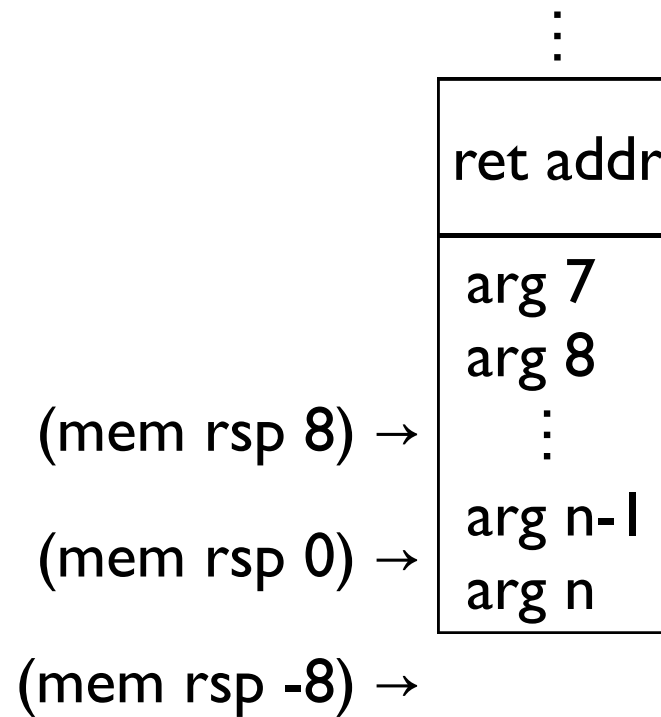 ⋮
ret addr
arg 7
arg 8
(mem rsp 8) →
⋮
arg n-1
(mem rsp 0) →
arg n
(mem rsp -8) →